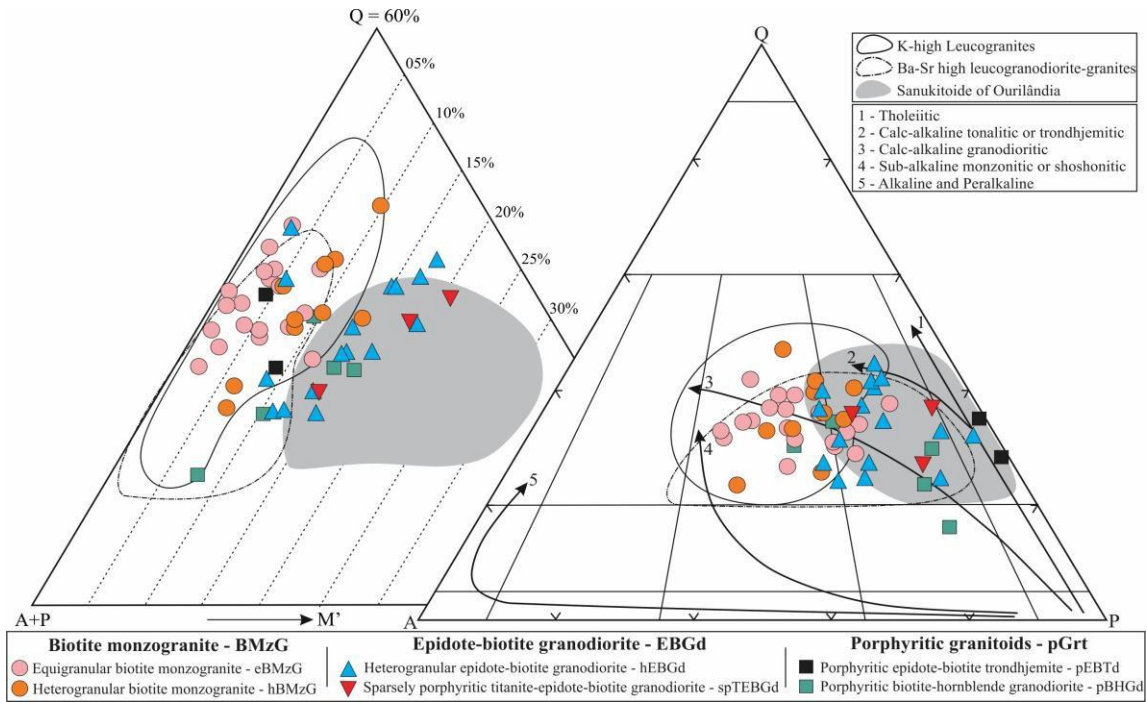 Q = 60%
05%
10%
15%
20%
25%
30%
A+P
M'
Q
1
2
3
4
5
A
P
K-high Leucogranites
Ba-Sr high leucogranodiorite-granites
Sanukitoide of Ourilândia
1 - Tholeiitic
2 - Calc-alkaline tonalitic or trondhjemitic
3 - Calc-alkaline granodioritic
4 - Sub-alkaline monzonitic or shoshonitic
5 - Alkaline and Peralkaline
Biotite monzogranite - BMzG
Equigranular biotite monzogranite - eBMzG
Heterogranular biotite monzogranite - hBMzG
Epidote-biotite granodiorite - EBGd
Heterogranular epidote-biotite granodiorite - hEBGd
Sparsely porphyritic titanite-epidote-biotite granodiorite - spTEBGd
Porphyritic granitoids - pGrt
Porphyritic epidote-biotite trondhjemite - pEBTd
Porphyritic biotite-hornblende granodiorite - pBHGd